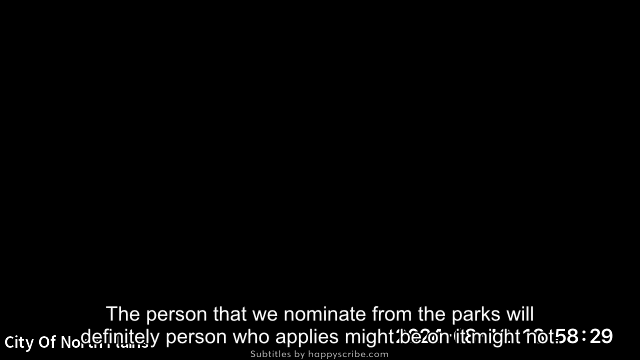 The person that we nominate from the parks will
definitely person who applies might be on it might not.
City Of North Plains
58:29
Subtitles by happyscribe.com